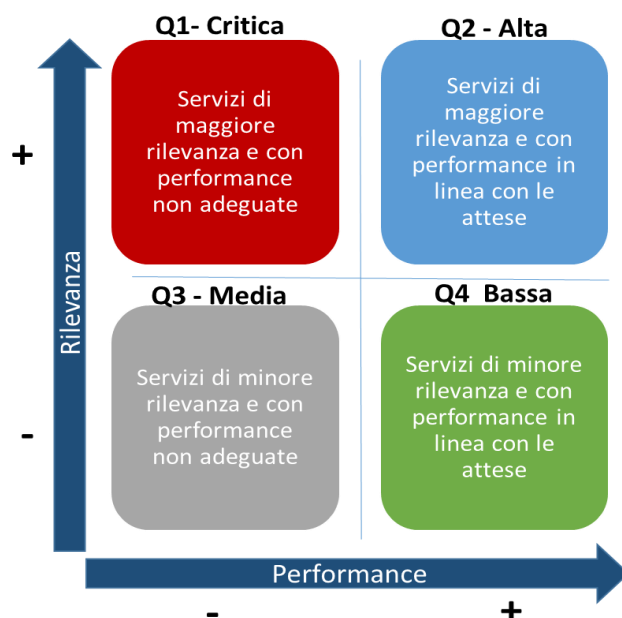 Q1- Critica
Q2 - Alta
Servizi di
maggiore
rilevanza e con
performance
non adeguate
Servizi di
maggiore
rilevanza e con
performance in
linea con le
attese
+
Rilevanza
Q3 - Media
Q4 Bassa
Servizi di minore
rilevanza e con
performance
non adeguate
Servizi di minore
rilevanza e con
performance in
linea con le
attese
-
Performance
-
+